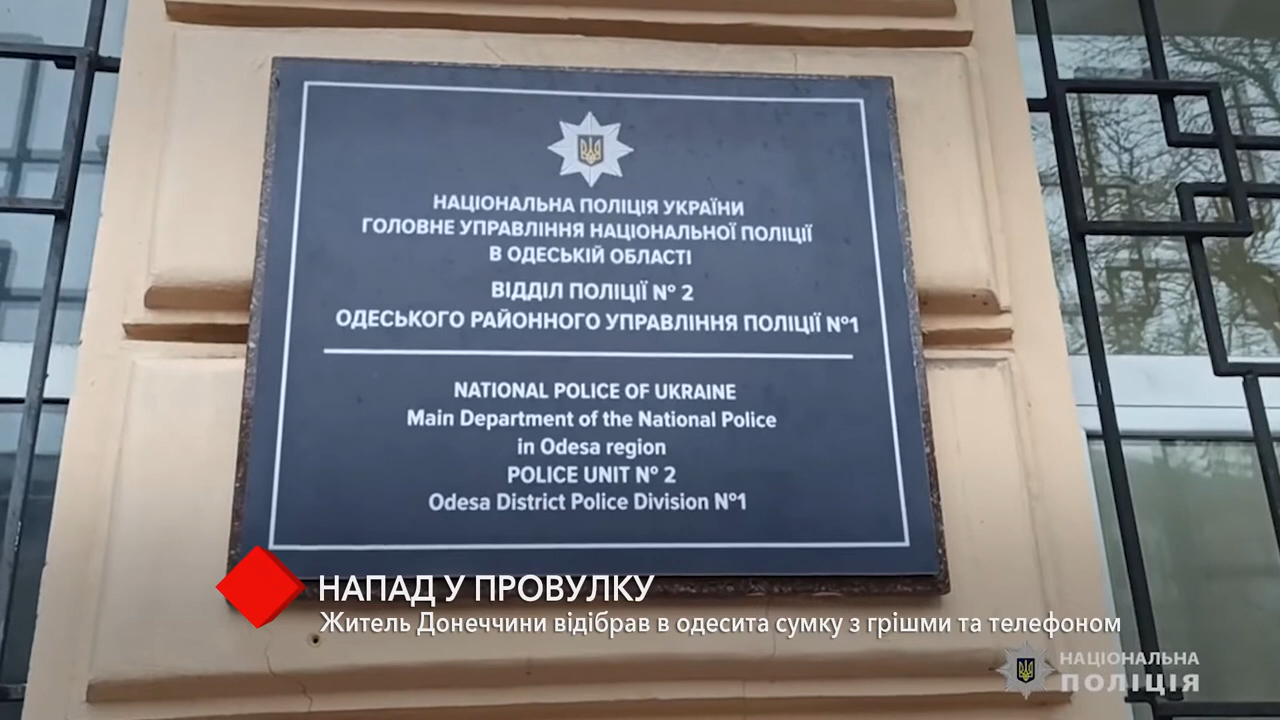 НАЦІОНАЛЬНА ПОЛІЦІЯ УКРАЇНИ
ГОЛОВНЕ УПРАВЛІННЯ НАЦІОНАЛЬНОЇ ПОЛІЦІЇ
В ОДЕСЬКІЙ ОБЛАСТІ
ВІДДІЛ ПОЛІЦІЇ № 2
ОДЕСЬКОГО РАЙОННОГО УПРАВЛІННЯ ПОЛІЦІЇ №1
NATIONAL POLICE OF UKRAINE
Main Department of the National Police
in Odesa region
POLICE UNIT № 2
Odesa District Police Division №1
НАПАД У ПРОВУЛКУ
Житель Донеччини відібрав в одесита сумку з грішми та телефоном
НАЦІОНАЛЬНА
ПОЛІЦІЯ